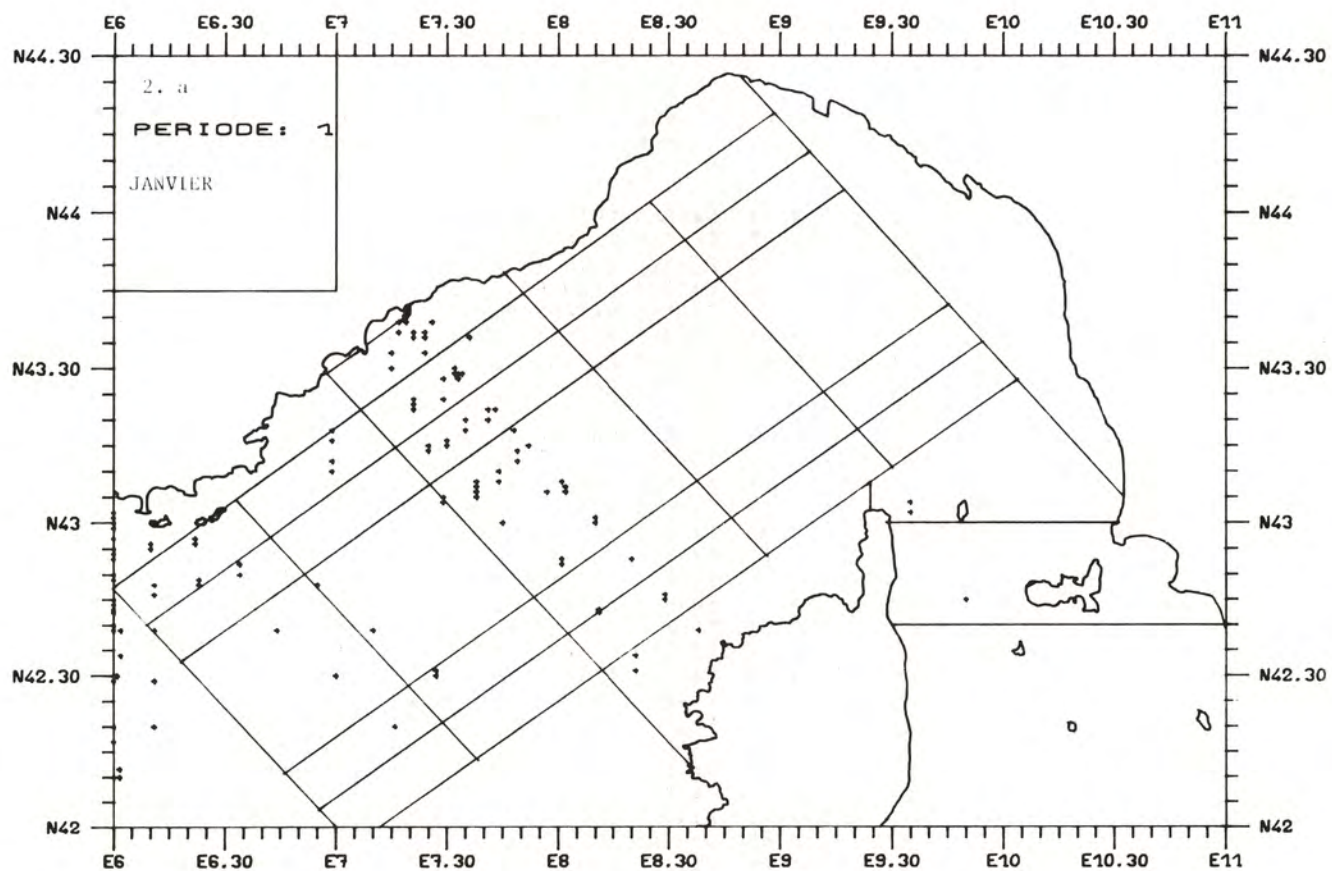 E6 E6.30 E7 E7.30 E8 E8.30 E9 E9.30 E10 E10.30 E11
N44.30 N44.30
2. a
PERIODE: 1
JANVIER
N44 N44
N43.30 N43.30
N43 N43
N42.30 N42.30
N42 N42
E6 E6.30 E7 E7.30 E8 E8.30 E9 E9.30 E10 E10.30 E11